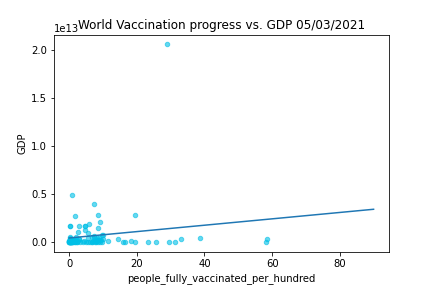 World Vaccination progress vs. GDP 05/03/2021
1e13
2.0
1.5
1.0
0.5
0.0
GDP
0 20 40 60 80
people_fully_vaccinated_per_hundred